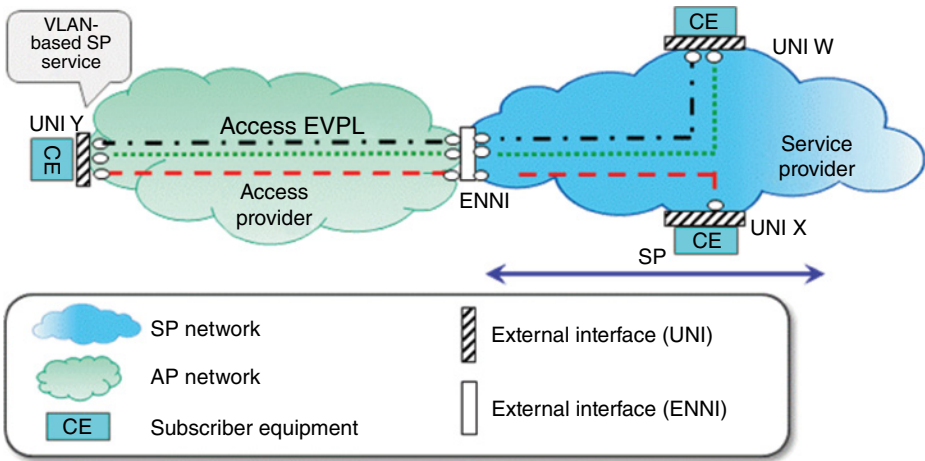 VLAN-
based SP
service
CE
UNI W
UNI Y
Access EVPL
CE
Access
provider
ENNI
Service
provider
UNI X
CE
SP
SP network
External interface (UNI)
AP network
External interface (ENNI)
CE
Subscriber equipment